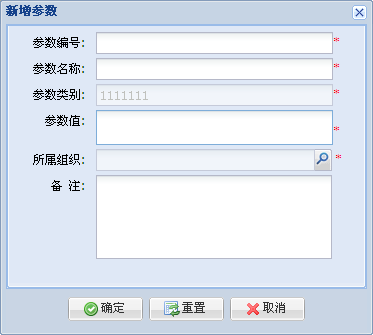 新增参数
参数编号: *
参数名称: *
参数类别: 1111111 *
参数值: *
所属组织: *
备 注:
确定 重置 取消